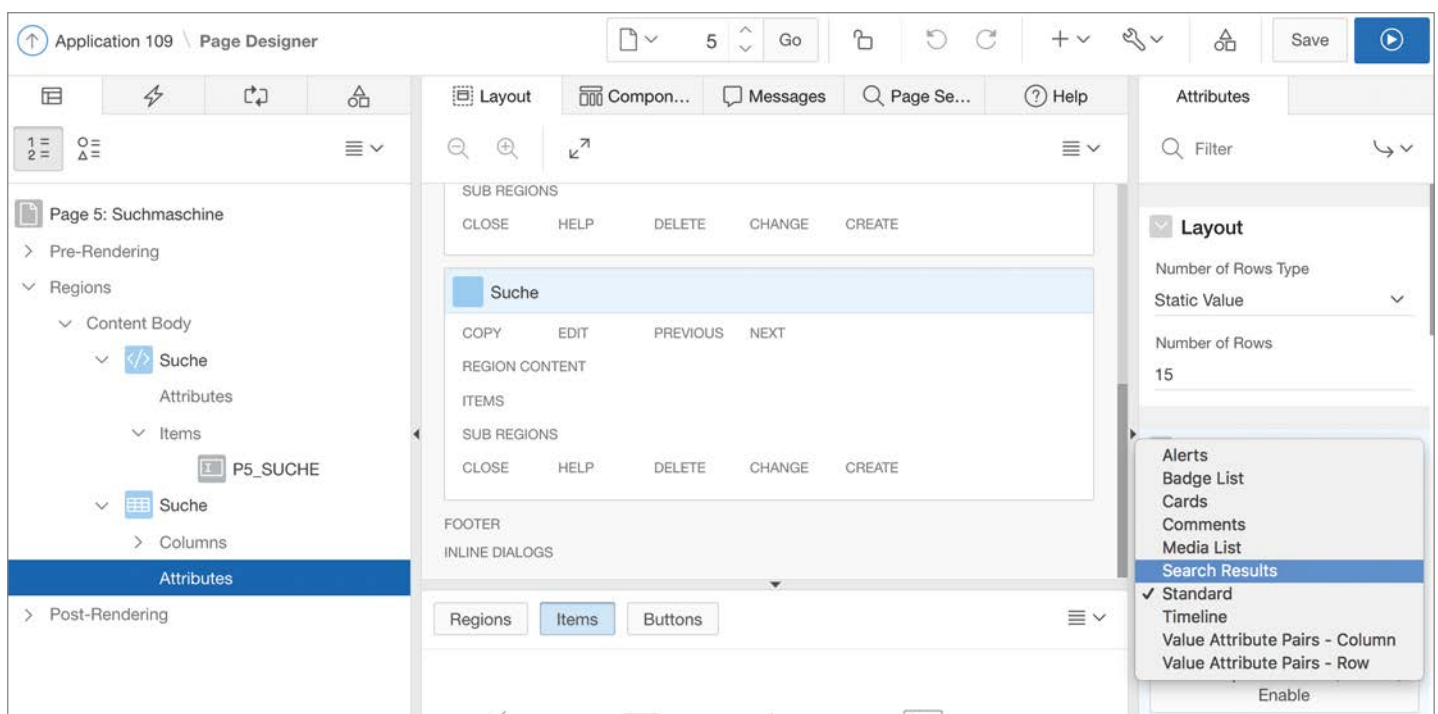 Application 109 \ Page Designer
5
Go
Save
Layout
Compon...
Messages
Page Se...
Help
Attributes
Filter
Page 5: Suchmaschine
Pre-Rendering
Regions
Content Body
Suche
Attributes
Items
P5_SUCHE
Suche
Columns
Attributes
Post-Rendering
SUB REGIONS
CLOSE HELP DELETE CHANGE CREATE
Suche
COPY EDIT PREVIOUS NEXT
REGION CONTENT
ITEMS
SUB REGIONS
CLOSE HELP DELETE CHANGE CREATE
FOOTER
INLINE DIALOGS
Regions Items Buttons
Layout
Number of Rows Type
Static Value
Number of Rows
15
Alerts
Badge List
Cards
Comments
Media List
Search Results
✓ Standard
Timeline
Value Attribute Pairs - Column
Value Attribute Pairs - Row
Enable